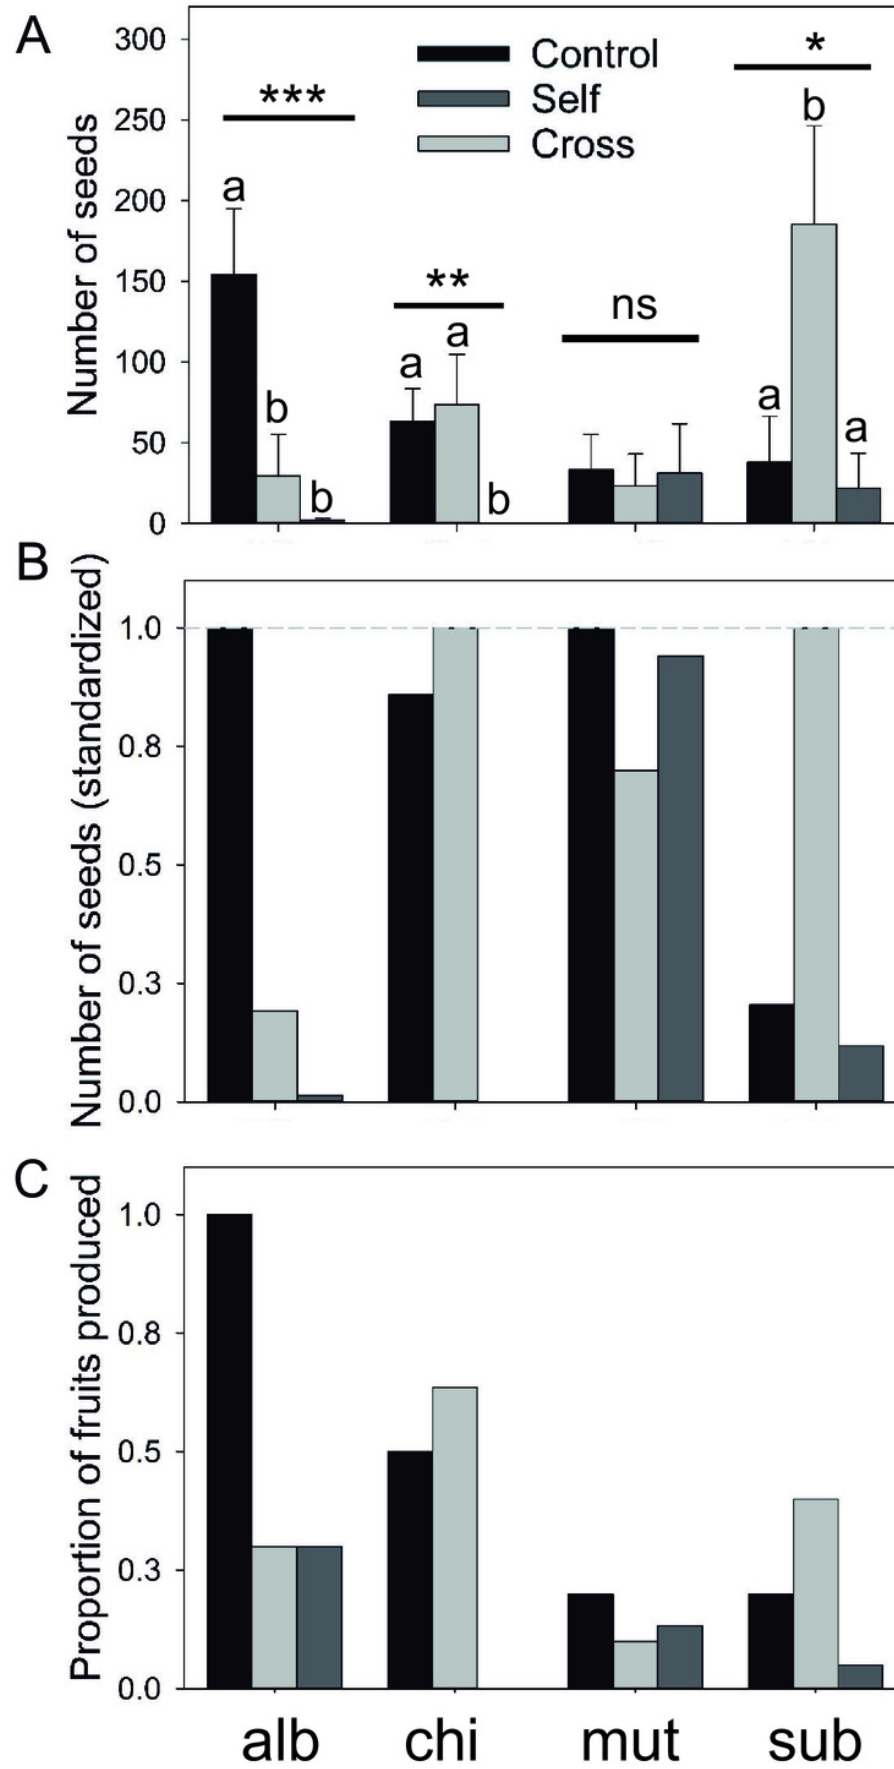 A
Number of seeds
300
250
200
150
100
50
0
Control
Self
Cross
***
**
ns
*
a
b
b
a
a
b
a
b
a
B
Number of seeds (standardized)
1.0
0.8
0.5
0.3
0.0
C
Proportion of fruits produced
1.0
0.8
0.5
0.3
0.0
alb
chi
mut
sub